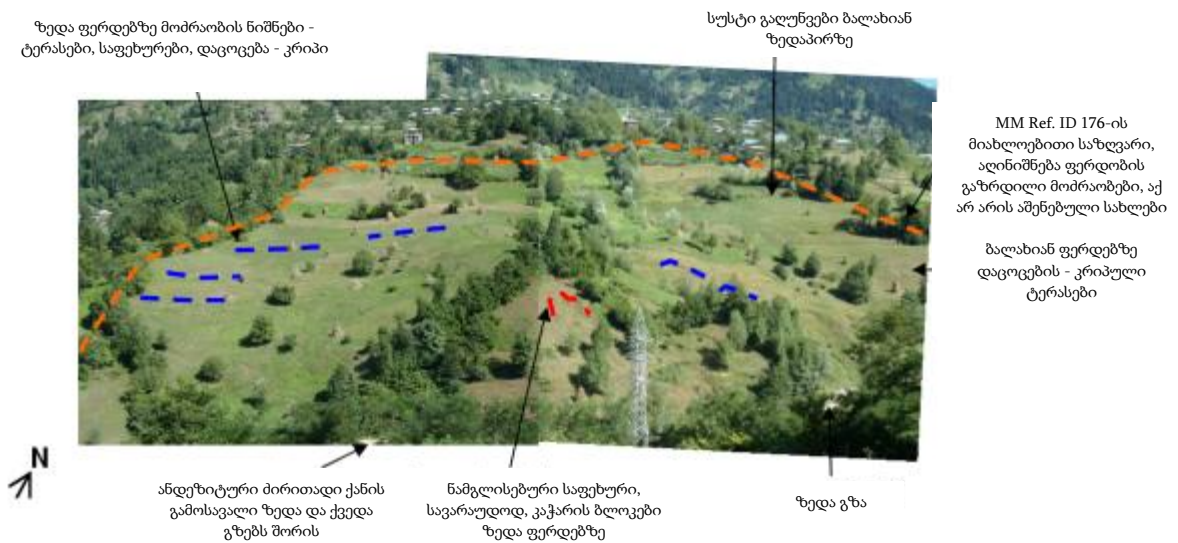 ზედა ფერდებზე მოძრაობის ნიშნები -
ტერასები, საფეხურები, დაცოცება - კრიპი
სუსტი გაღუნვები ბალახიან
ზედაპირზე
MM Ref. ID 176-ის
მიახლოებითი საზღვარი,
აღინიშნება ფერდობის
გაზრდილი მოძრაობები, აქ
არ არის აშენებული სახლები
ბალახიან ფერდებზე
დაცოცების - კრიპული
ტერასები
N
ანდეზიტური ძირითადი ქანის
გამოსავალი ზედა და ქვედა
გზებს შორის
ნამგლისებური საფეხური,
სავარაუდოდ, კაჭარის ბლოკები
ზედა ფერდებზე
ზედა გზა